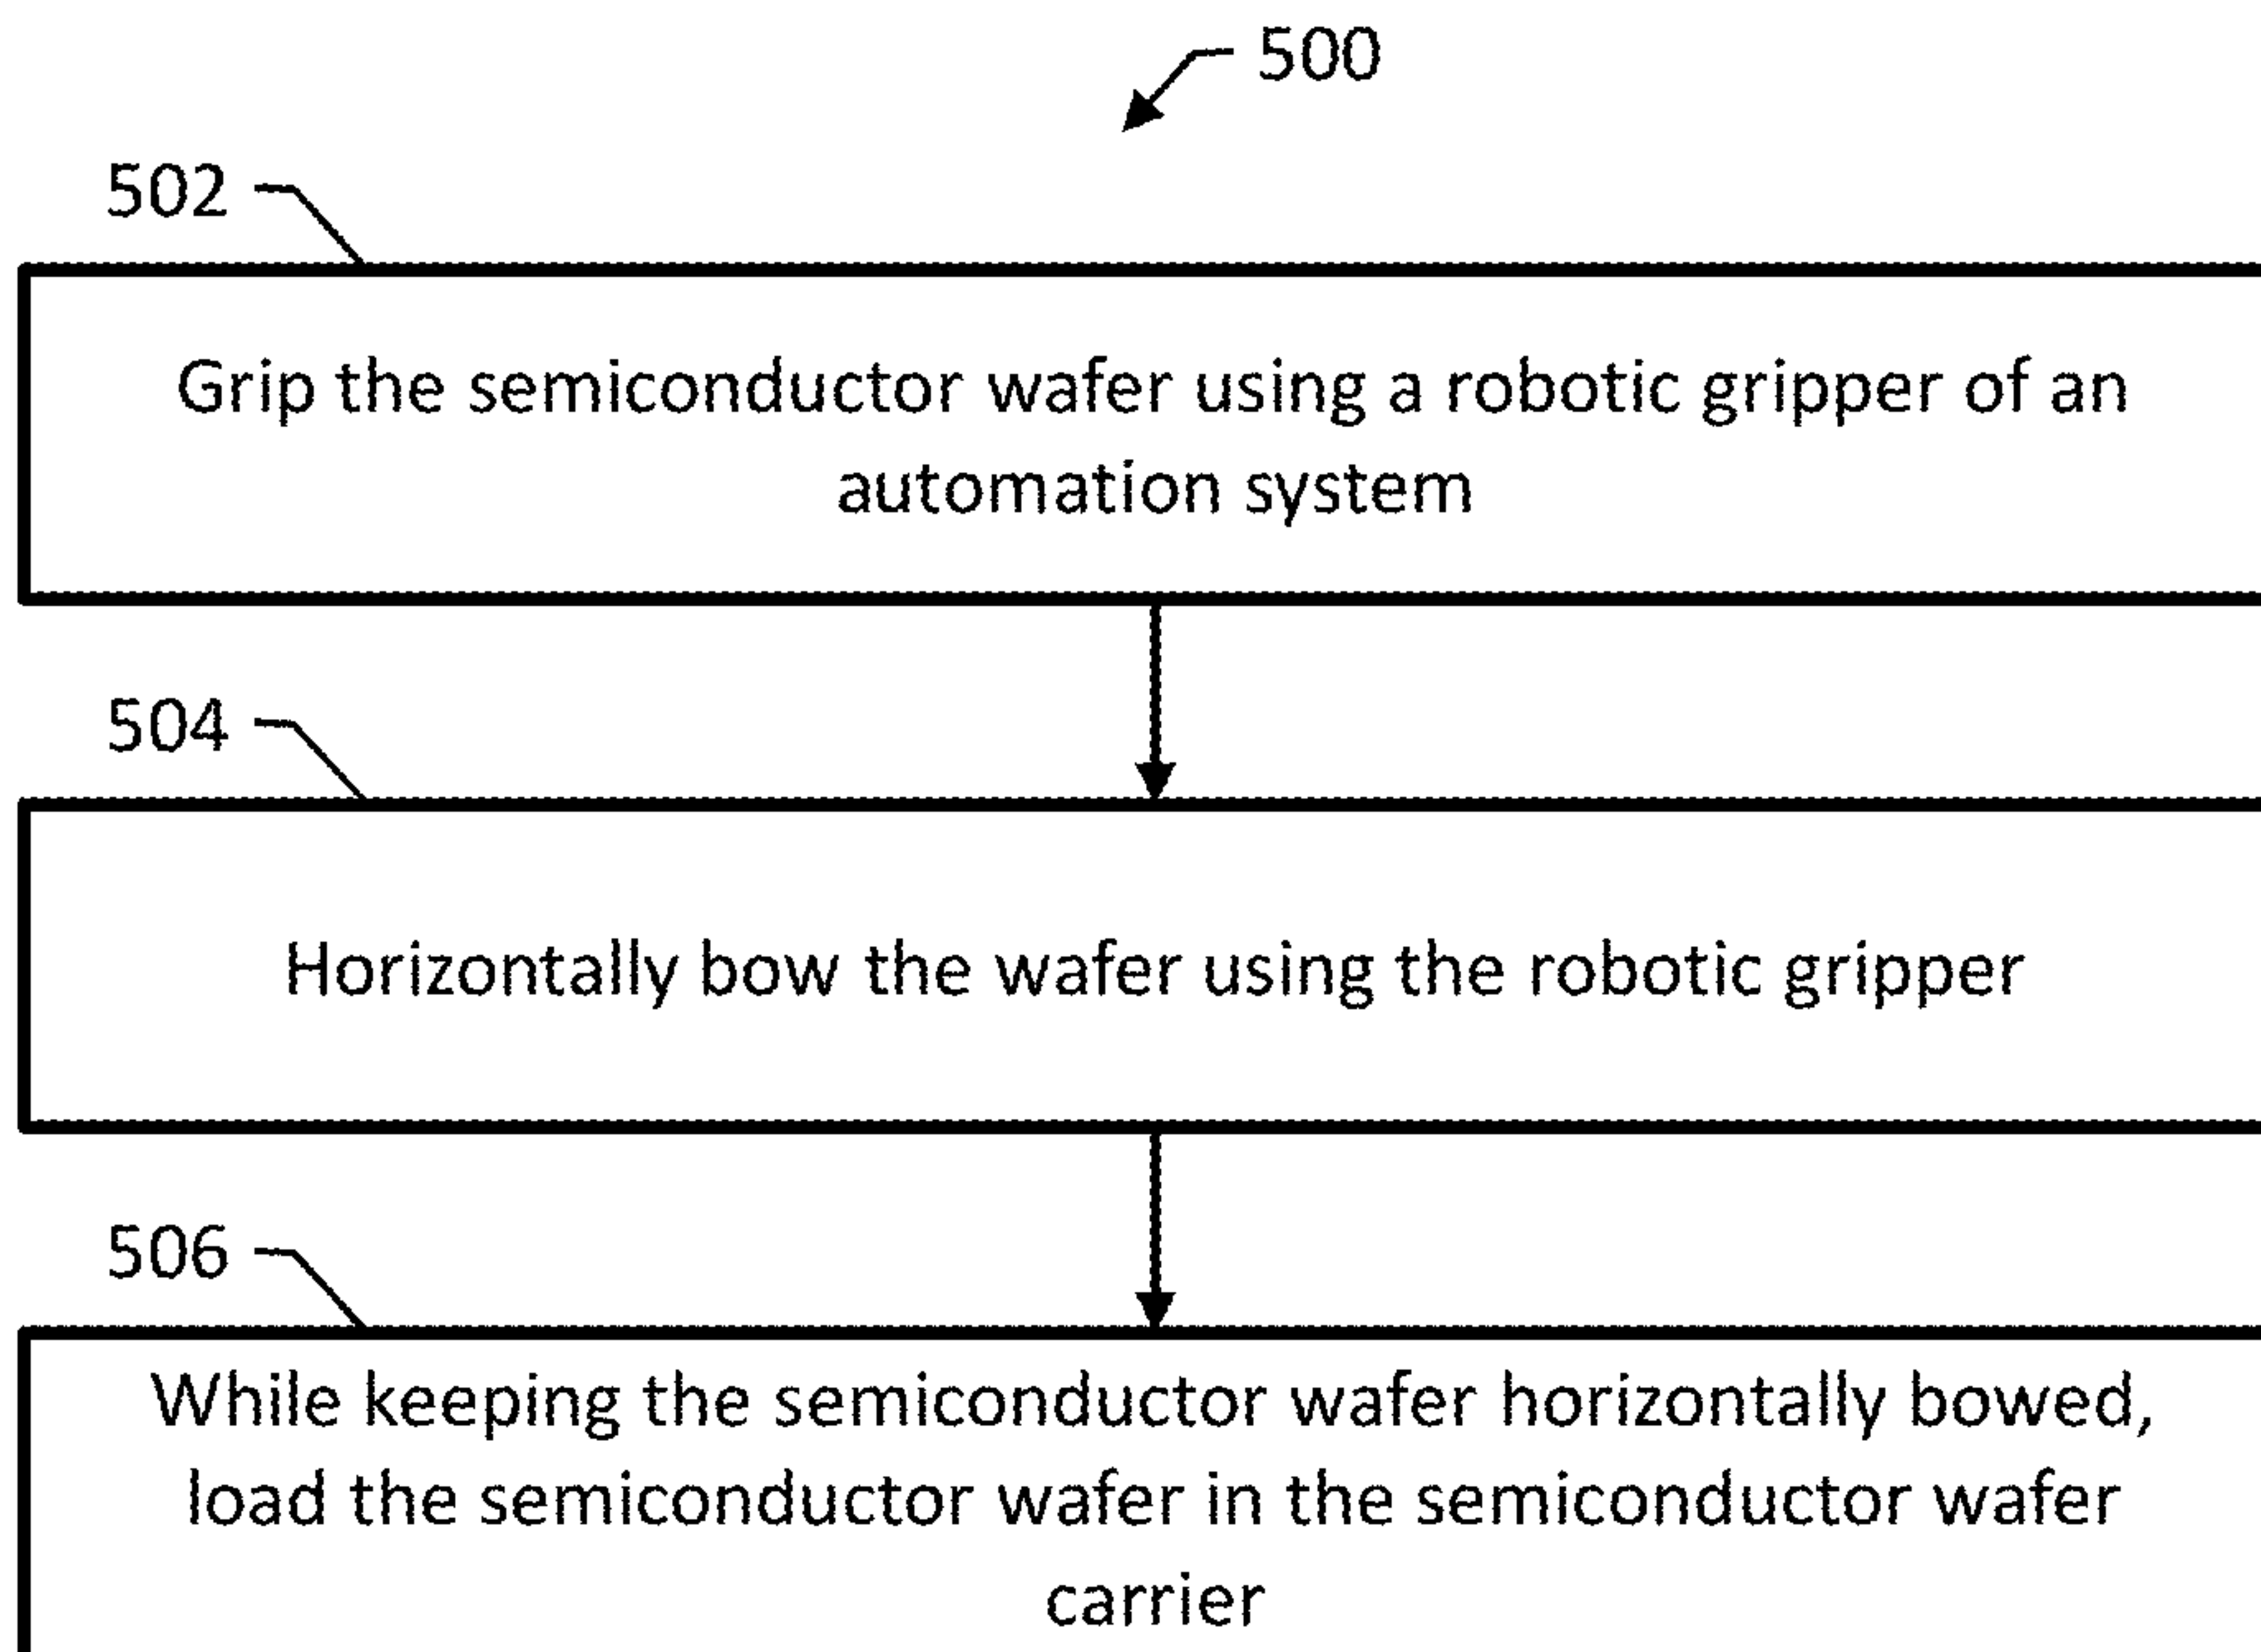 500
502
Grip the semiconductor wafer using a robotic gripper of an
automation system
504
Horizontally bow the wafer using the robotic gripper
506
While keeping the semiconductor wafer horizontally bowed,
load the semiconductor wafer in the semiconductor wafer
carrier